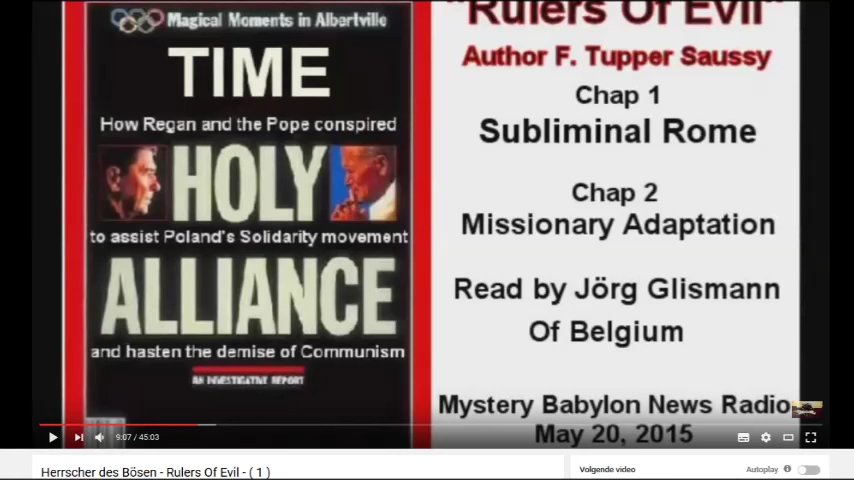 Magical Moments in Albertville
TIME
How Regan and the Pope conspired
HOLY
to assist Poland's Solidarity movement
ALLIANCE
and hasten the demise of Communism
AN INVESTIGATIVE REPORT
"Rulers Of Evil"
Author F. Tupper Saussy
Chap 1
Subliminal Rome
Chap 2
Missionary Adaptation
Read by Jörg Glismann
Of Belgium
Mystery Babylon News Radio
May 20, 2015
9:07 / 45:03
Herrscher des Bösen - Rulers Of Evil - ( 1 )
Volgende video
Autoplay